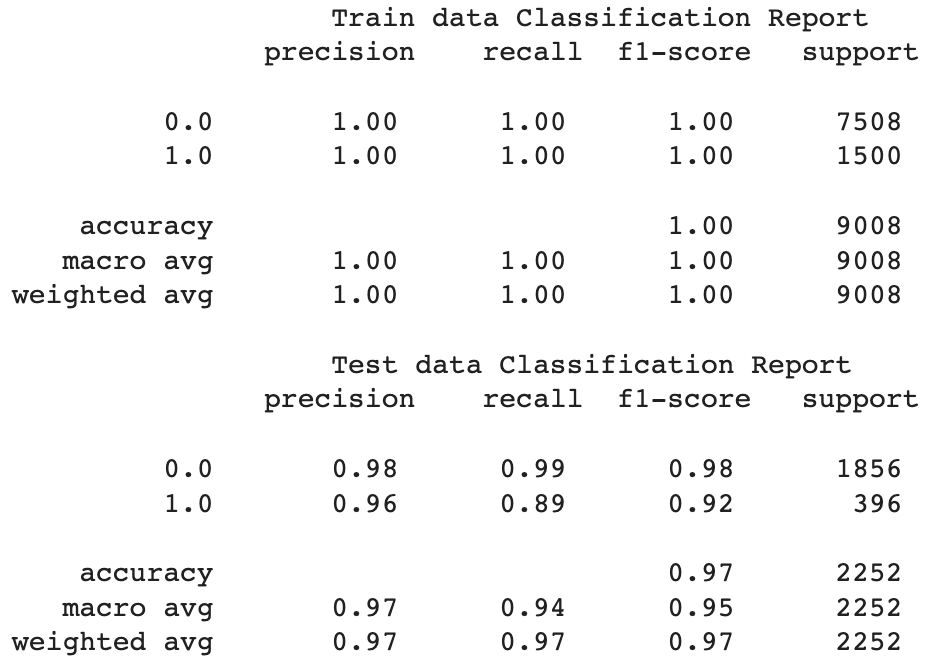 Train data Classification Report
precision recall f1-score support
0.0 1.00 1.00 1.00 7508
1.0 1.00 1.00 1.00 1500
accuracy 1.00 9008
macro avg 1.00 1.00 1.00 9008
weighted avg 1.00 1.00 1.00 9008
Test data Classification Report
precision recall f1-score support
0.0 0.98 0.99 0.98 1856
1.0 0.96 0.89 0.92 396
accuracy 0.97 2252
macro avg 0.97 0.94 0.95 2252
weighted avg 0.97 0.97 0.97 2252